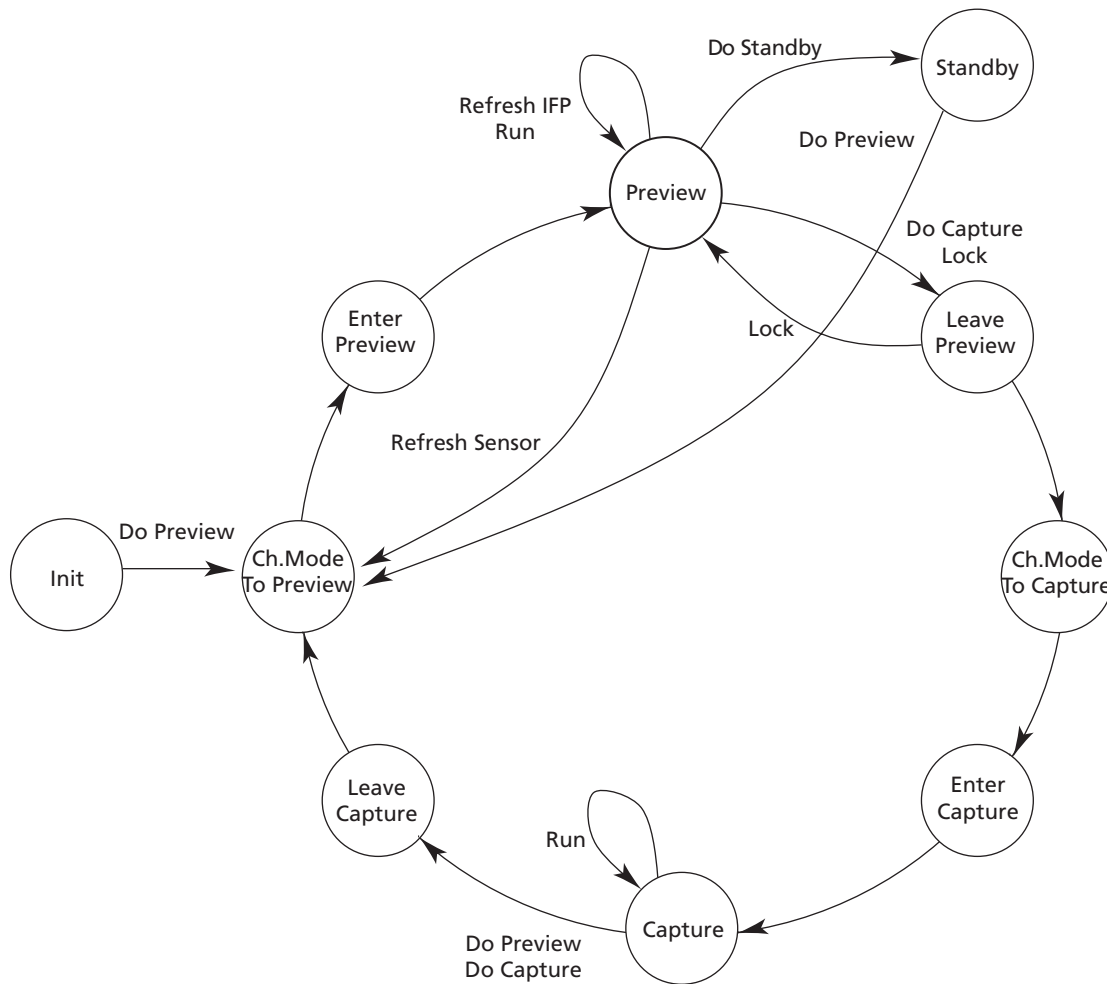 Do Standby
Standby
Refresh IFP
Run
Do Preview
Preview
Do Capture
Lock
Enter
Preview
Lock
Leave
Preview
Refresh Sensor
Do Preview
Init
Ch.Mode
To Preview
Ch.Mode
To Capture
Leave
Capture
Enter
Capture
Run
Capture
Do Preview
Do Capture